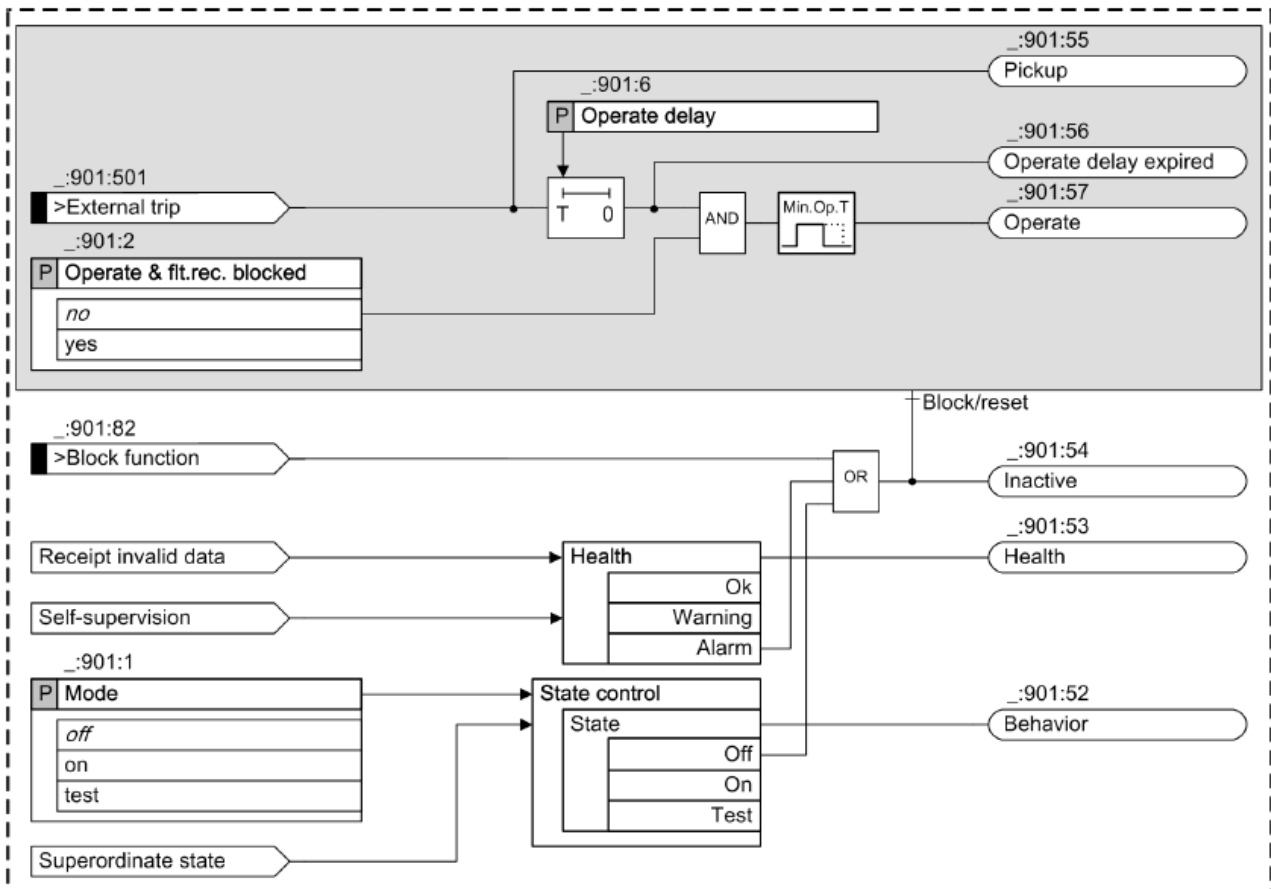 _:901:55
Pickup
_:901:6
P Operate delay
_:901:56
Operate delay expired
_:901:501
>External trip
T 0
AND
Min.Op.T
_:901:57
Operate
_:901:2
P Operate & flt.rec. blocked
no
yes
Block/reset
_:901:82
>Block function
OR
_:901:54
Inactive
_:901:53
Receipt invalid data
Health
Health
Ok
Self-supervision
Warning
Alarm
_:901:1
P Mode
off
on
test
State control
State
Off
On
Test
_:901:52
Behavior
Superordinate state